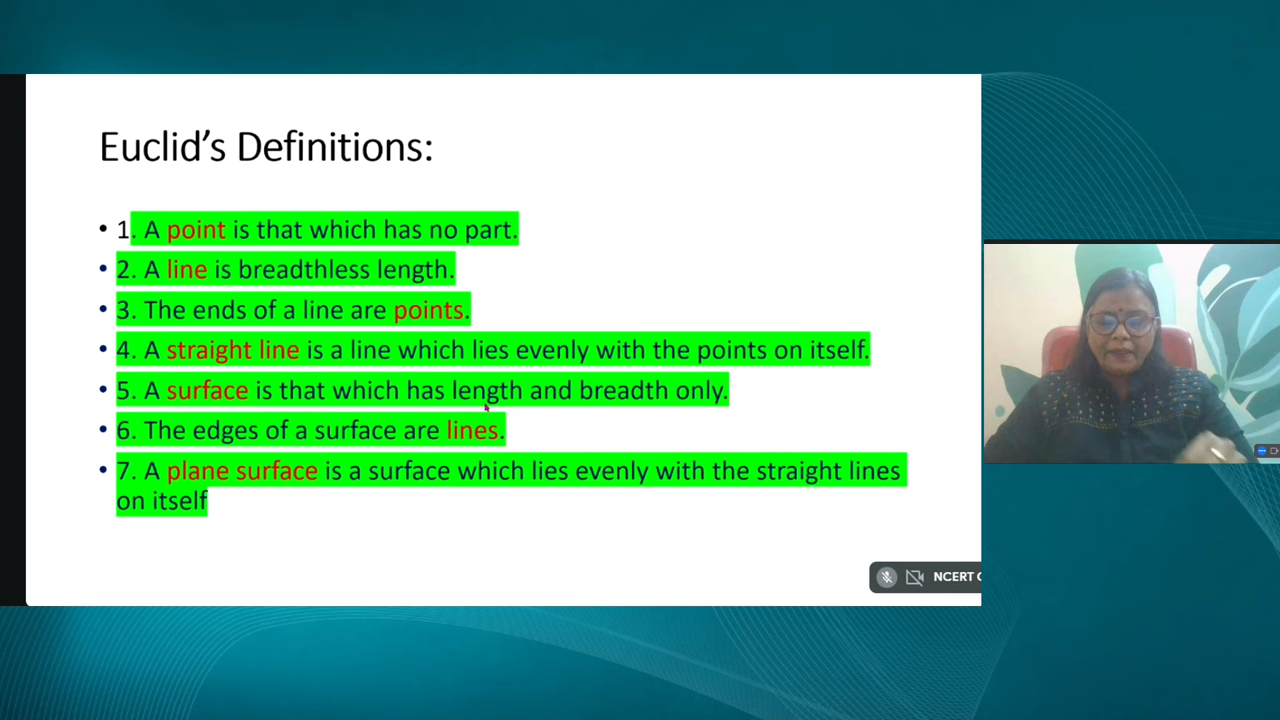 Euclid’s Definitions:
• 1. A point is that which has no part.
• 2. A line is breadthless length.
• 3. The ends of a line are points.
• 4. A straight line is a line which lies evenly with the points on itself.
• 5. A surface is that which has length and breadth only.
• 6. The edges of a surface are lines.
• 7. A plane surface is a surface which lies evenly with the straight lines
on itself
NCERT